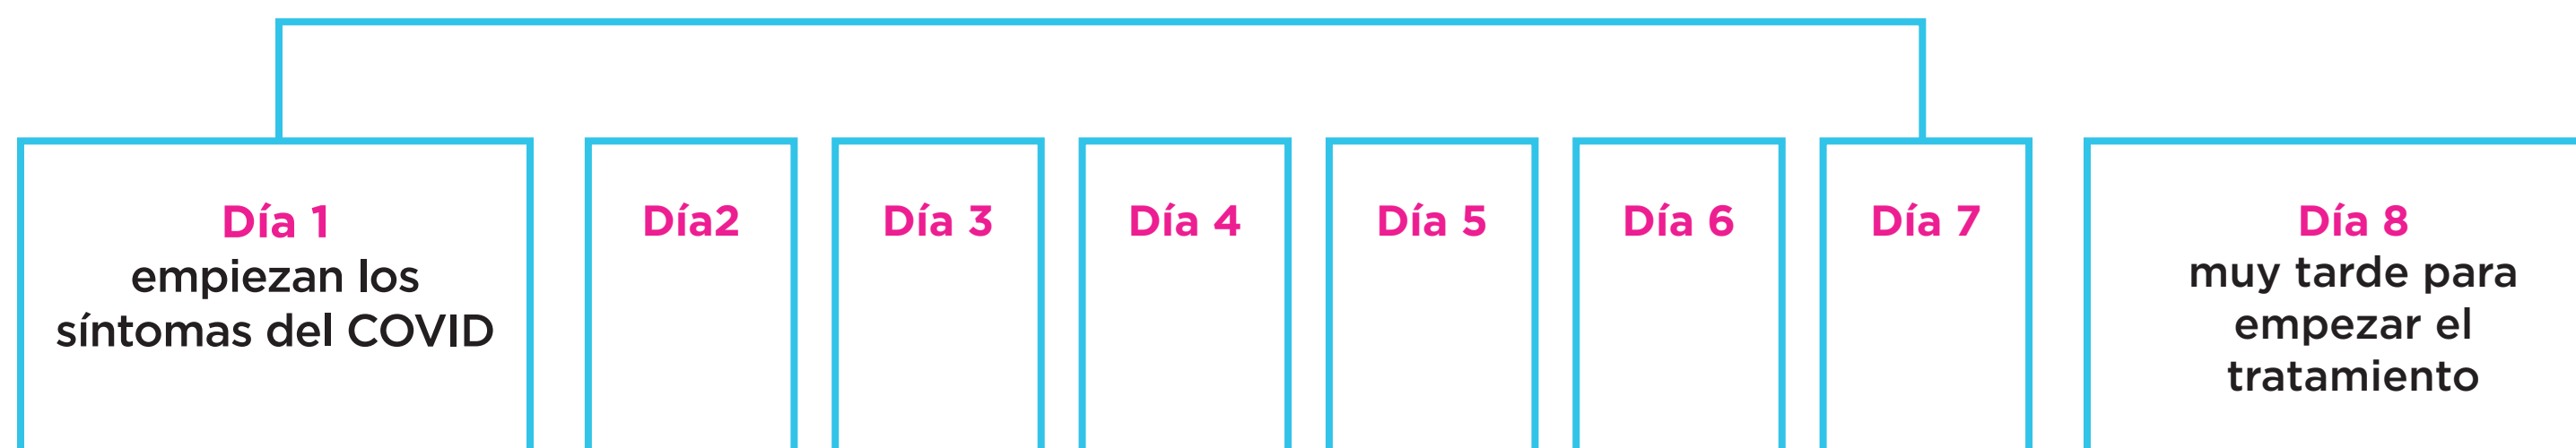 Día 1
empiezan los
síntomas del COVID
Día2
Día 3
Día 4
Día 5
Día 6
Día 7
Día 8
muy tarde para
empezar el
tratamiento